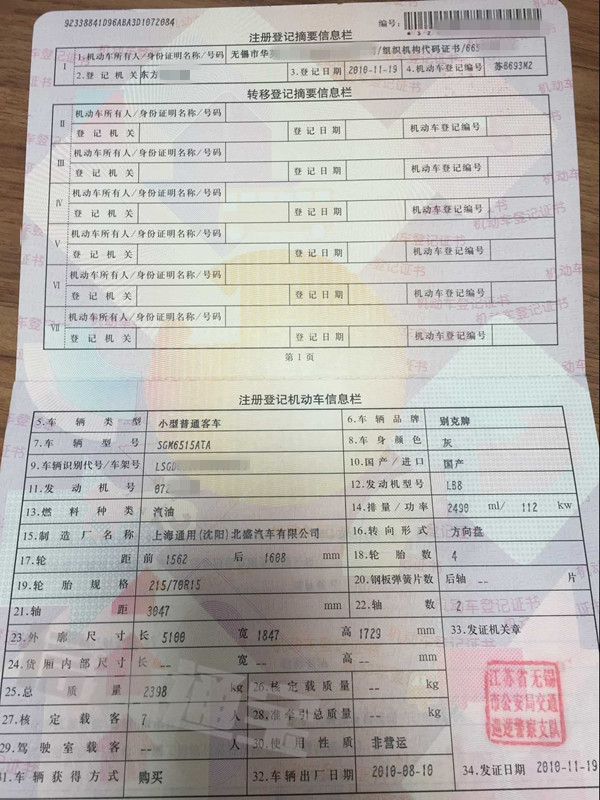 92338841D96ABA3D1072084
编号:
注册登记摘要信息栏
I 1.机动车所有人/身份证明名称/号码 无锡市华 /组织机构代码证书/665
2.登记机关 东方 3.登记日期 2010-11-19 4.机动车登记编号 苏B693M2
转移登记摘要信息栏
II 机动车所有人/身份证明名称/号码
登记机关 登记日期 机动车登记编号
III 机动车所有人/身份证明名称/号码
登记机关 登记日期 机动车登记编号
IV 机动车所有人/身份证明名称/号码
登记机关 登记日期 机动车登记编号
V 机动车所有人/身份证明名称/号码
登记机关 登记日期 机动车登记编号
VI 机动车所有人/身份证明名称/号码
登记机关 登记日期 机动车登记编号
VII 机动车所有人/身份证明名称/号码
登记机关 登记日期 机动车登记编号
第1页
注册登记机动车信息栏
5.车辆类型 小型普通客车 6.车辆品牌 别克牌
7.车辆型号 SGM6515ATA 8.车身颜色 灰
9.车辆识别代号/车架号 LSGD 10.国产/进口 国产
11.发动机号 07 12.发动机型号 LB8
13.燃料种类 汽油 14.排量/功率 2490 ml/ 112 kw
15.制造厂名称 上海通用(沈阳)北盛汽车有限公司 16.转向形式 方向盘
17.轮距 前 1562 后 1608 mm 18.轮胎数 4
19.轮胎规格 215/70R15 20.钢板弹簧片数 后轴 -- 片
21.轴距 3047 mm 22.轴数 2
23.外廓尺寸 长 5100 宽 1847 高 1729 mm 33.发证机关章
24.货厢内部尺寸 长 -- 宽 -- 高 -- mm
25.总质量 2398 kg 26.核定载质量 -- kg
27.核定载客 7 人 28.准牵引总质量 -- kg
29.驾驶室载客 -- 人 30.使用性质 非营运
31.车辆获得方式 购买 32.车辆出厂日期 2010-08-10 34.发证日期 2010-11-19
江苏省无锡
市公安局交通
巡逻警察支队